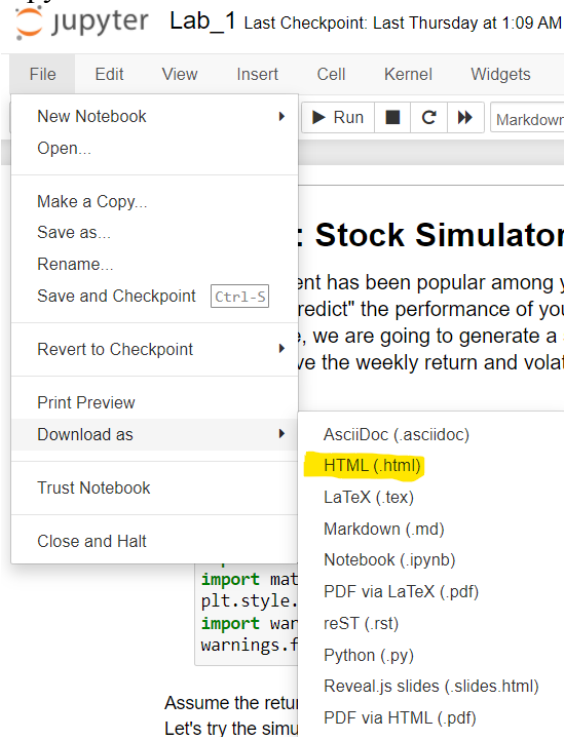 jupyter Lab_1 Last Checkpoint: Last Thursday at 1:09 AM
File Edit View Insert Cell Kernel Widgets
New Notebook
Run Markdown
Open...
Make a Copy...
Save as...
: Stock Simulator
Rename...
ent has been popular among
Save and Checkpoint Ctrl-S
redict" the performance of you
, we are going to generate a
Revert to Checkpoint
ve the weekly return and volat
Print Preview
Download as
AsciiDoc (.asciidoc)
HTML (.html)
Trust Notebook
LaTeX (.tex)
Markdown (.md)
Close and Halt
Notebook (.ipynb)
import mat
PDF via LaTeX (.pdf)
plt.style.
import war
reST (.rst)
warnings.f
Python (.py)
Reveal.js slides (.slides.html)
Assume the retu
PDF via HTML (.pdf)
Let's try the simu